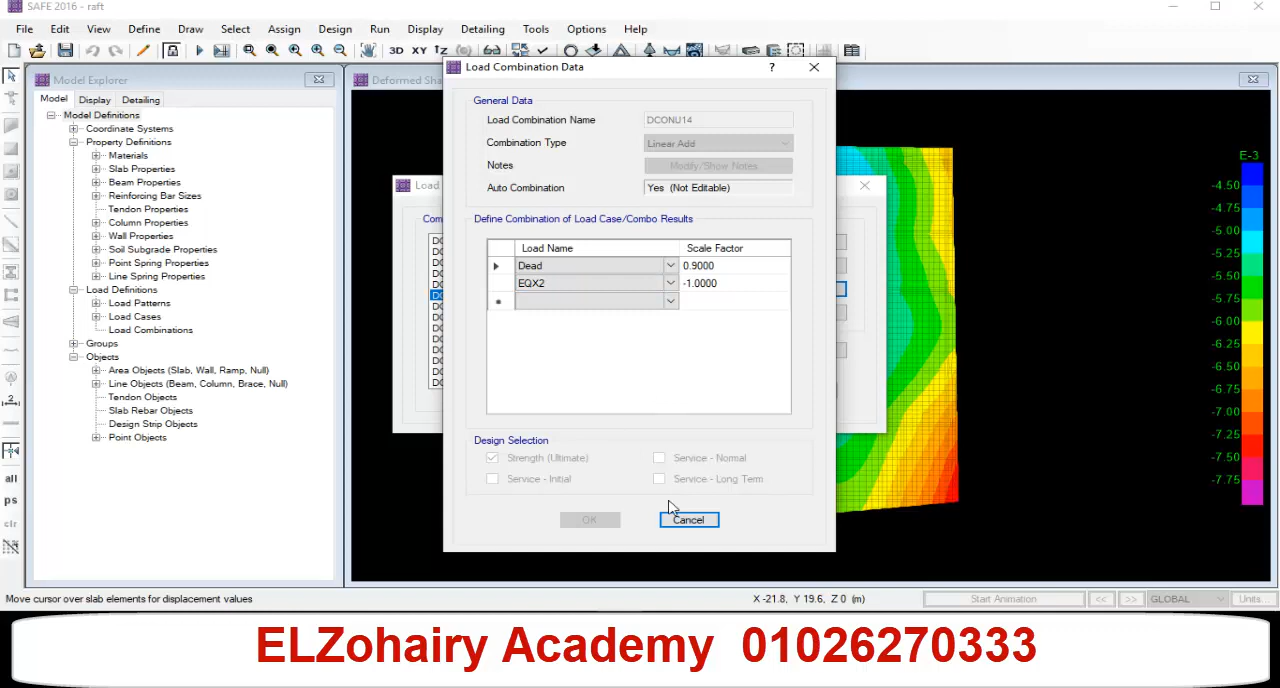 SAFE 2016 - raft
File Edit View Define Draw Select Assign Design Run Display Detailing Tools Options Help
3D XY
Model Explorer
Model Display Detailing
Model Definitions
Coordinate Systems
Property Definitions
Materials
Slab Properties
Beam Properties
Reinforcing Bar Sizes
Tendon Properties
Column Properties
Wall Properties
Soil Subgrade Properties
Point Spring Properties
Line Spring Properties
Load Definitions
Load Patterns
Load Cases
Load Combinations
Groups
Objects
Area Objects (Slab, Wall, Ramp, Null)
Line Objects (Beam, Column, Brace, Null)
Tendon Objects
Slab Rebar Objects
Design Strip Objects
Point Objects
all
ps
clr
Deformed Sha
Load
Com
Load Combination Data
?
General Data
Load Combination Name DCONU14
Combination Type Linear Add
Notes Modify/Show Notes...
Auto Combination Yes (Not Editable)
Define Combination of Load Case/Combo Results
Load Name Scale Factor
Dead 0.9000
EQX2 -1.0000
Design Selection
Strength (Ultimate) Service - Normal
Service - Initial Service - Long Term
OK Cancel
E-3
-4.50
-4.75
-5.00
-5.25
-5.50
-5.75
-6.00
-6.25
-6.50
-6.75
-7.00
-7.25
-7.50
-7.75
Move cursor over slab elements for displacement values
X -21.8, Y 19.6, Z 0 (m)
Start Animation << >> GLOBAL Units...
ELZohairy Academy 01026270333